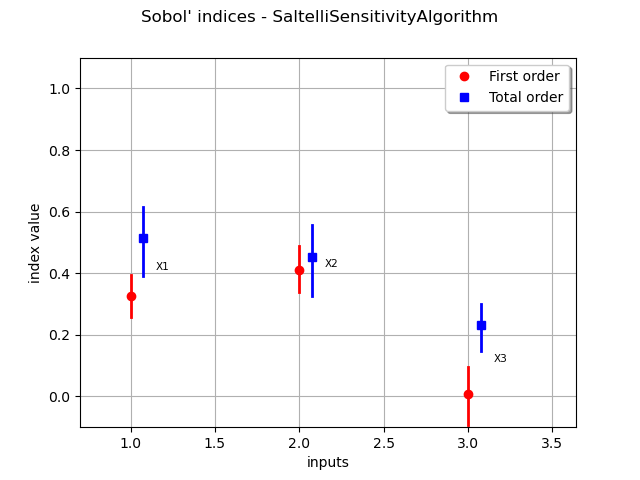 Sobol' indices - SaltelliSensitivityAlgorithm
First order
Total order
1.0
0.8
0.6
0.4
0.2
0.0
index value
X1
X2
X3
1.0 1.5 2.0 2.5 3.0 3.5
inputs